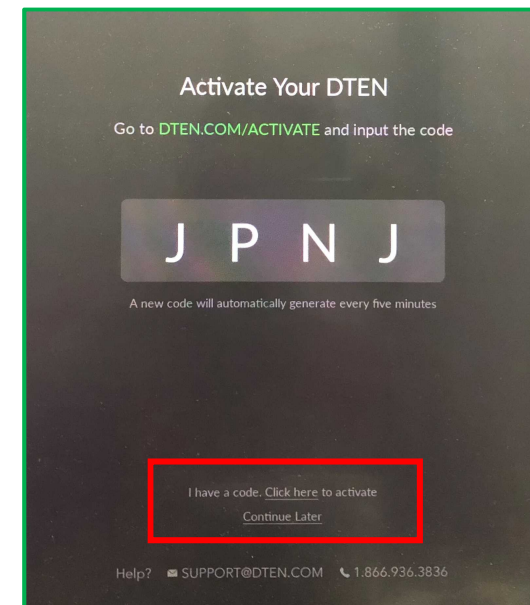 Activate Your DTEN
Go to DTEN.COM/ACTIVATE and input the code
J P N J
A new code will automatically generate every five minutes
I have a code. Click here to activate
Continue Later
Help? SUPPORT@DTEN.COM 1.866.936.3836